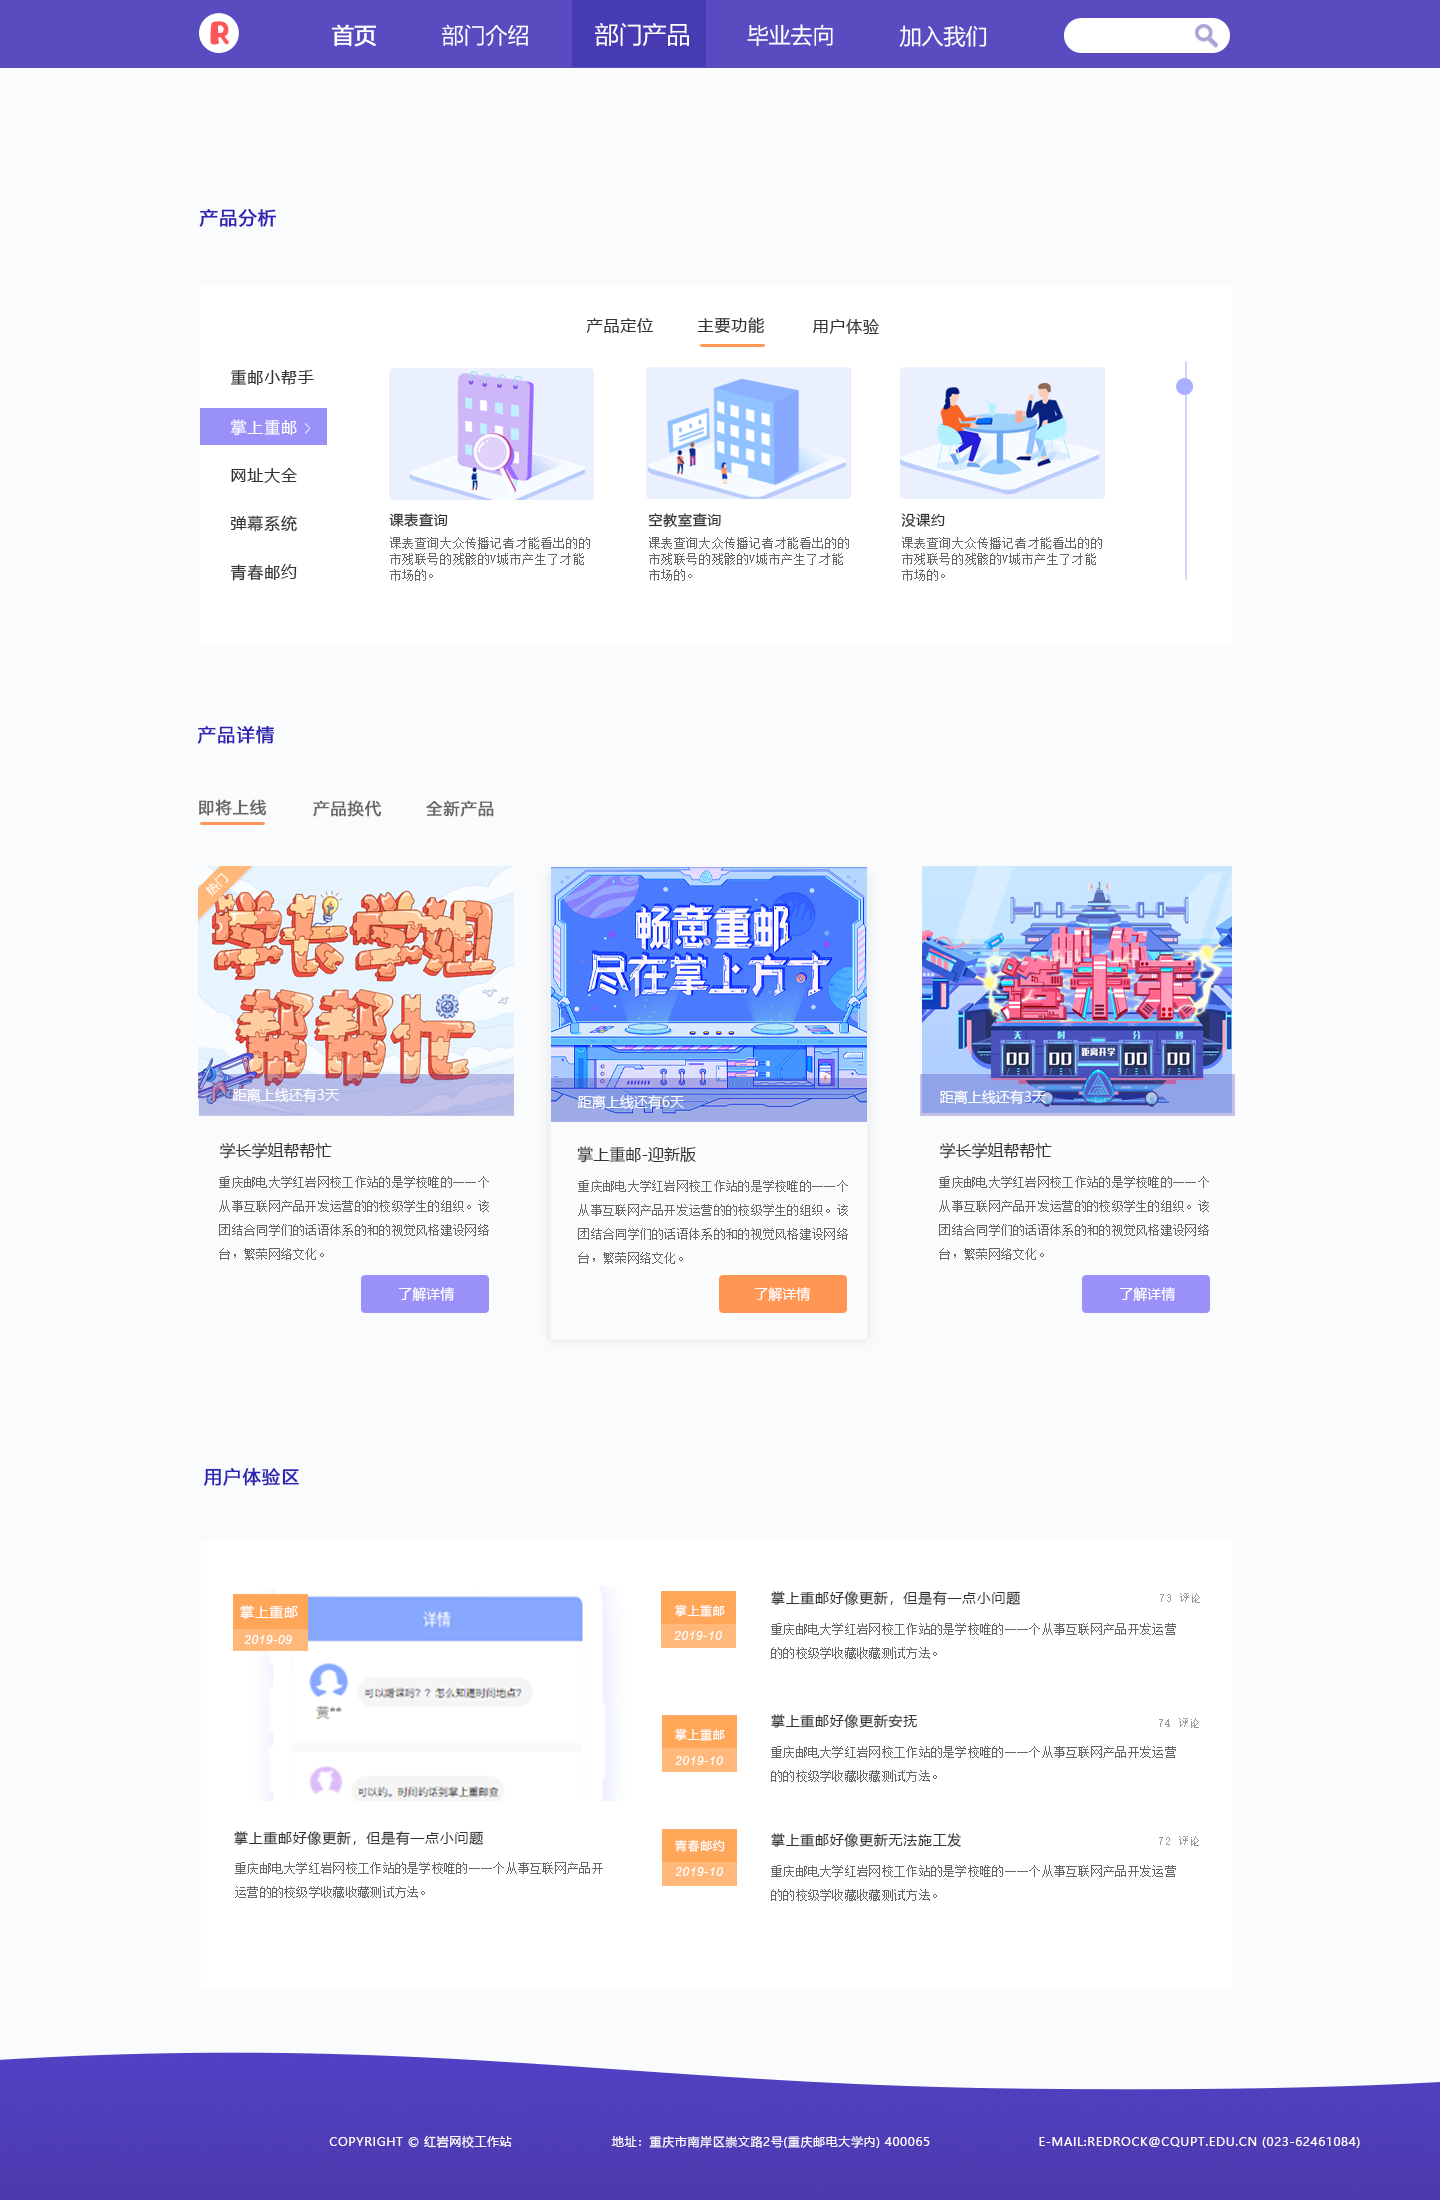 R
首页
部门介绍
部门产品
毕业去向
加入我们
产品分析
产品定位
主要功能
用户体验
重邮小帮手
掌上重邮
网址大全
弹幕系统
青春邮约
课表查询
课表查询大众传播记者才能看出的的
市残联号的残骸的V城市产生了才能
市场的。
空教室查询
课表查询大众传播记者才能看出的的
市残联号的残骸的V城市产生了才能
市场的。
没课约
课表查询大众传播记者才能看出的的
市残联号的残骸的V城市产生了才能
市场的。
产品详情
即将上线
产品换代
全新产品
热门
学长学姐
帮帮忙
距离上线还有3天
学长学姐帮帮忙
重庆邮电大学红岩网校工作站的是学校唯的一一个
从事互联网产品开发运营的的校级学生的组织。该
团结合同学们的话语体系的和的视觉风格建设网络
台，繁荣网络文化。
了解详情
畅意重邮
尽在掌上方寸
距离上线还有6天
掌上重邮-迎新版
重庆邮电大学红岩网校工作站的是学校唯的一一个
从事互联网产品开发运营的的校级学生的组织。该
团结合同学们的话语体系的和的视觉风格建设网络
台，繁荣网络文化。
了解详情
天 时 分 秒
00 00 距离开学 00 00
距离上线还有3天
学长学姐帮帮忙
重庆邮电大学红岩网校工作站的是学校唯的一一个
从事互联网产品开发运营的的校级学生的组织。该
团结合同学们的话语体系的和的视觉风格建设网络
台，繁荣网络文化。
了解详情
用户体验区
掌上重邮
2019-09
详情
黄**
可以蹭课吗？？怎么知道时间地点？
可以的。时间的话到掌上重邮查
掌上重邮好像更新，但是有一点小问题
重庆邮电大学红岩网校工作站的是学校唯的一一个从事互联网产品开
运营的的校级学收藏收藏测试方法。
掌上重邮
2019-10
掌上重邮好像更新，但是有一点小问题
73 评论
重庆邮电大学红岩网校工作站的是学校唯的一一个从事互联网产品开发运营
的的校级学收藏收藏测试方法。
掌上重邮
2019-10
掌上重邮好像更新安抚
74 评论
重庆邮电大学红岩网校工作站的是学校唯的一一个从事互联网产品开发运营
的的校级学收藏收藏测试方法。
青春邮约
2019-10
掌上重邮好像更新无法施工发
72 评论
重庆邮电大学红岩网校工作站的是学校唯的一一个从事互联网产品开发运营
的的校级学收藏收藏测试方法。
COPYRIGHT © 红岩网校工作站
地址：重庆市南岸区崇文路2号(重庆邮电大学内) 400065
E-MAIL:REDROCK@CQUPT.EDU.CN (023-62461084)